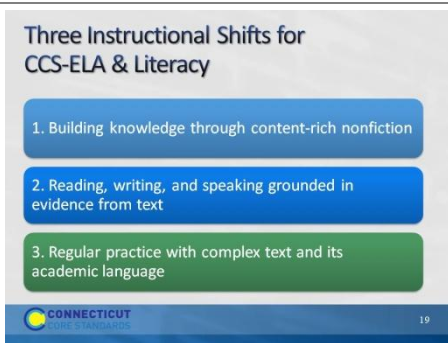 Three Instructional Shifts for
CCS-ELA & Literacy
1. Building knowledge through content-rich nonfiction
2. Reading, writing, and speaking grounded in
evidence from text
3. Regular practice with complex text and its
academic language
CONNECTICUT
CORE STANDARDS
19